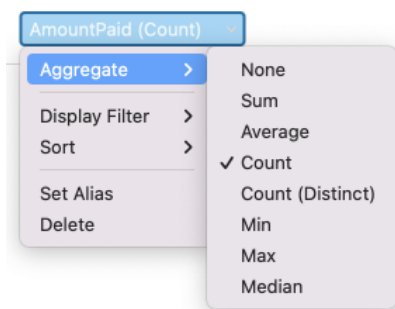 AmountPaid (Count)
Aggregate
Display Filter
Sort
Set Alias
Delete
None
Sum
Average
✓ Count
Count (Distinct)
Min
Max
Median